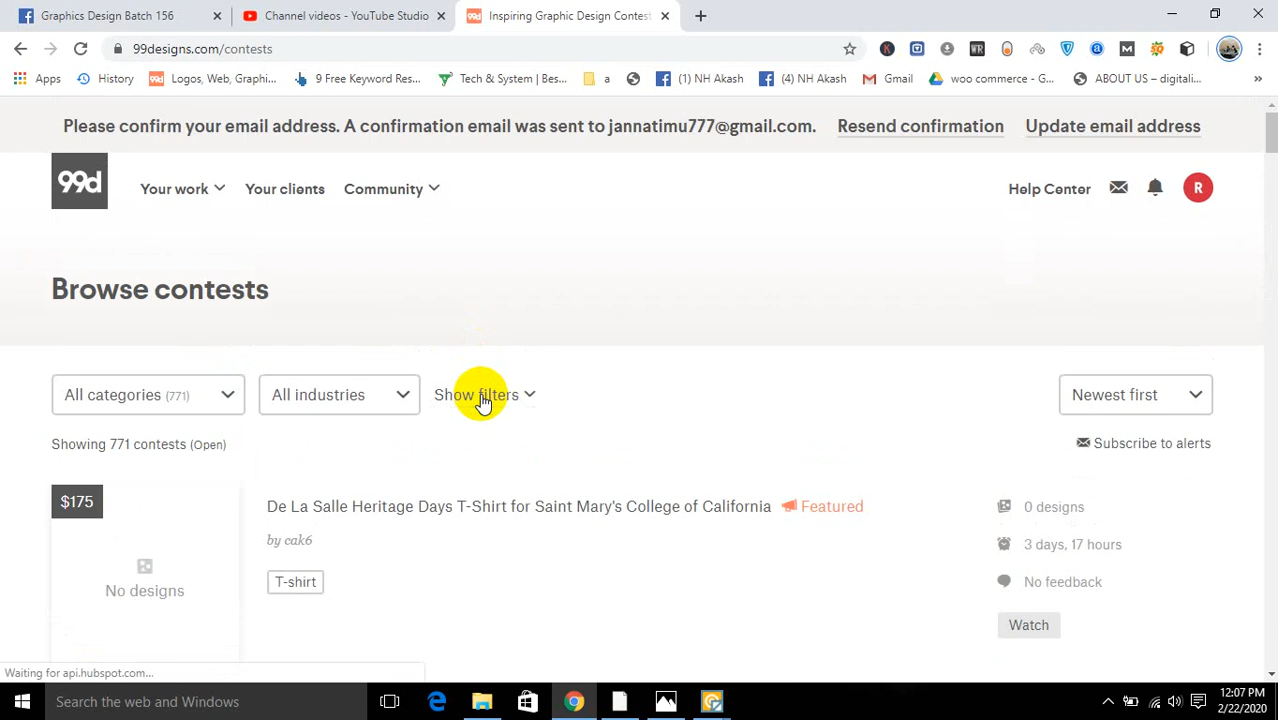 Graphics Design Batch 156
Channel videos - YouTube Studio
Inspiring Graphic Design Contest
99designs.com/contests
Apps
History
Logos, Web, Graphi...
9 Free Keyword Res...
Tech & System | Bes...
a
(1) NH Akash
(4) NH Akash
Gmail
woo commerce - G...
ABOUT US – digitali...
Please confirm your email address. A confirmation email was sent to jannatimu777@gmail.com.
Resend confirmation
Update email address
99d
Your work
Your clients
Community
Help Center
R
Browse contests
All categories (771)
All industries
Show filters
Newest first
Showing 771 contests (Open)
Subscribe to alerts
$175
De La Salle Heritage Days T-Shirt for Saint Mary's College of California
Featured
0 designs
by cak6
3 days, 17 hours
No designs
T-shirt
No feedback
Watch
Waiting for api.hubspot.com...
Search the web and Windows
12:07 PM
2/22/2020